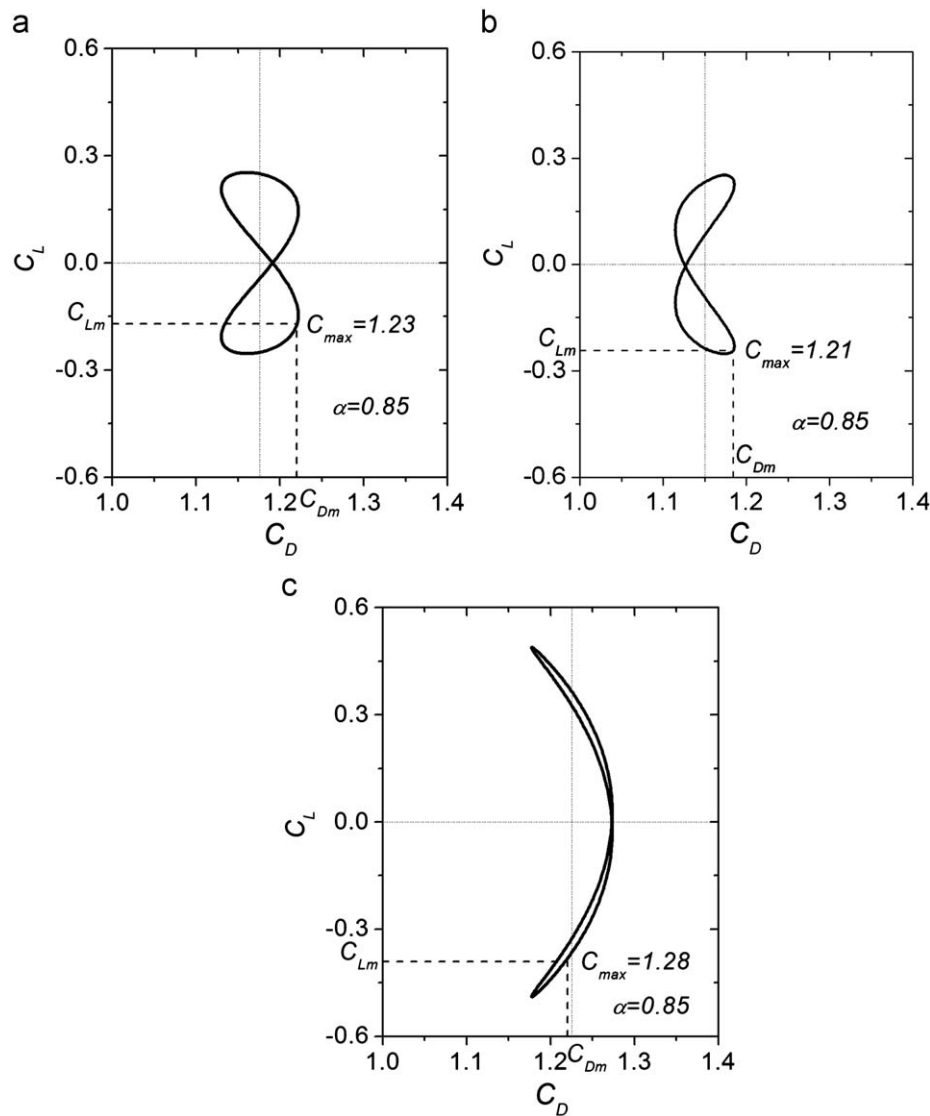 a
0.6
0.3
0.0
-0.3
-0.6
C_L
C_Lm
C_max=1.23
α=0.85
C_Dm
1.0 1.1 1.2 1.3 1.4
C_D
b
0.6
0.3
0.0
-0.3
-0.6
C_L
C_Lm
C_max=1.21
α=0.85
C_Dm
1.0 1.1 1.2 1.3 1.4
C_D
c
0.6
0.3
0.0
-0.3
-0.6
C_L
C_Lm
C_max=1.28
α=0.85
C_Dm
1.0 1.1 1.2 1.3 1.4
C_D